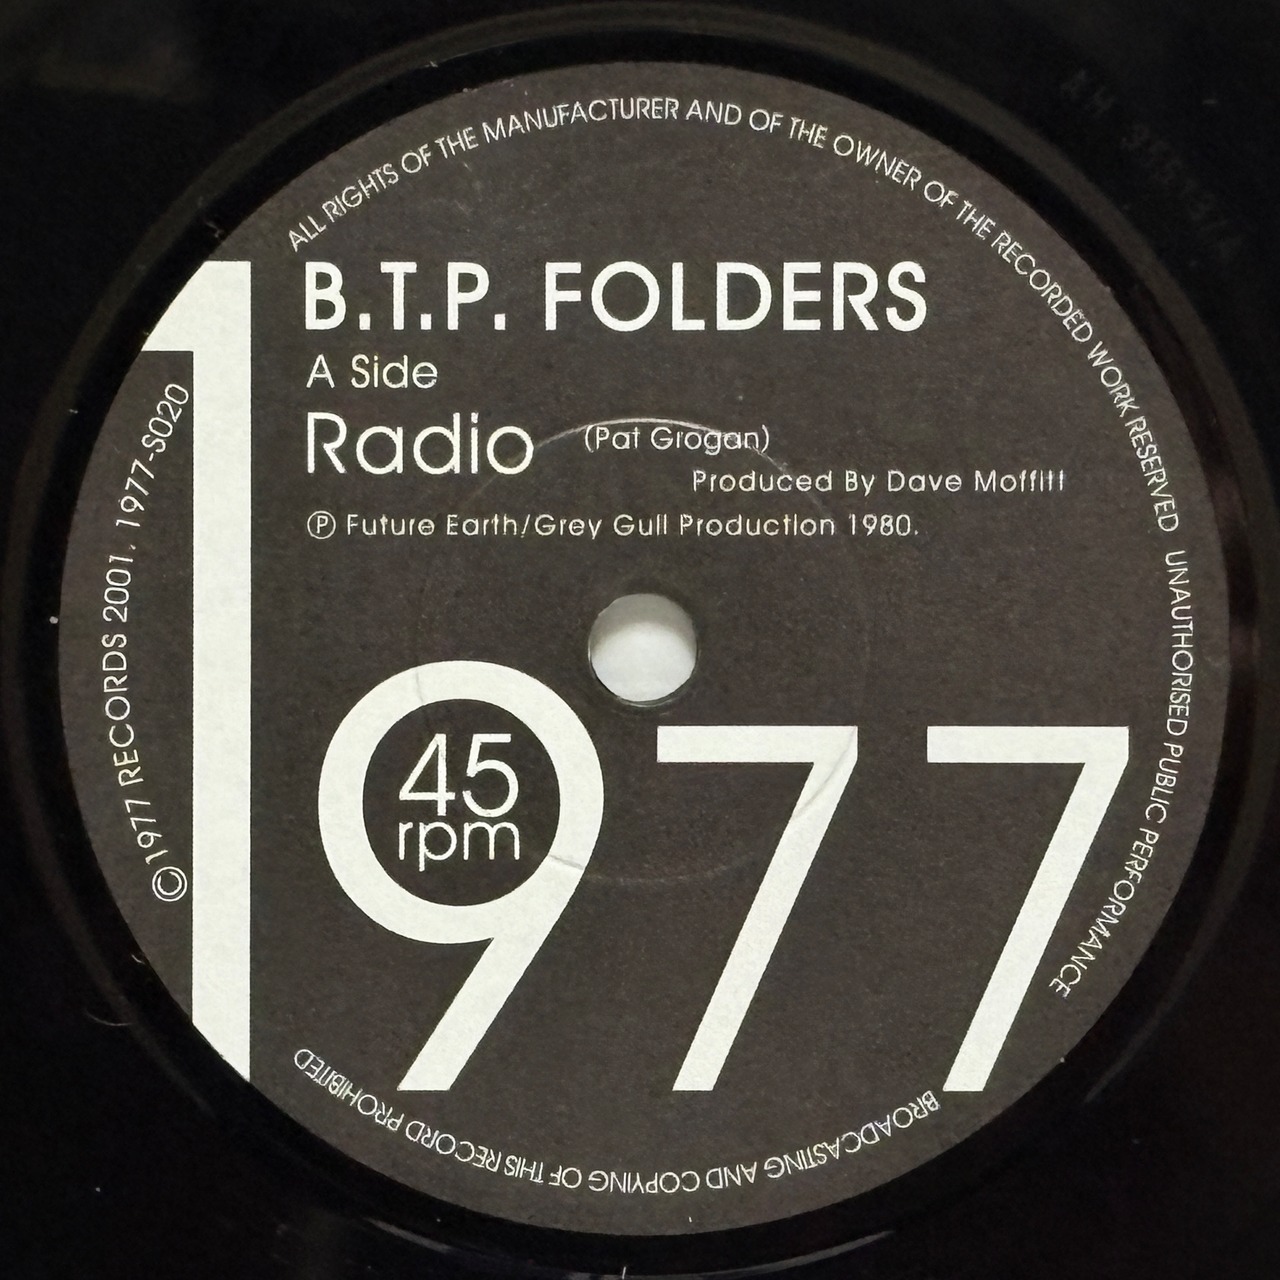 ALL RIGHTS OF THE MANUFACTURER AND OF THE OWNER OF THE RECORDED WORK RESERVED UNAUTHORISED PUBLIC PERFORMANCE
BROADCASTING AND COPYING OF THIS RECORD PROHIBITED
B.T.P. FOLDERS
A Side
Radio (Pat Grogan)
Produced By Dave Moffitt
Ⓟ Future Earth/Grey Gull Production 1980.
©1977 RECORDS 2001. 1977-S020
1977
45
rpm